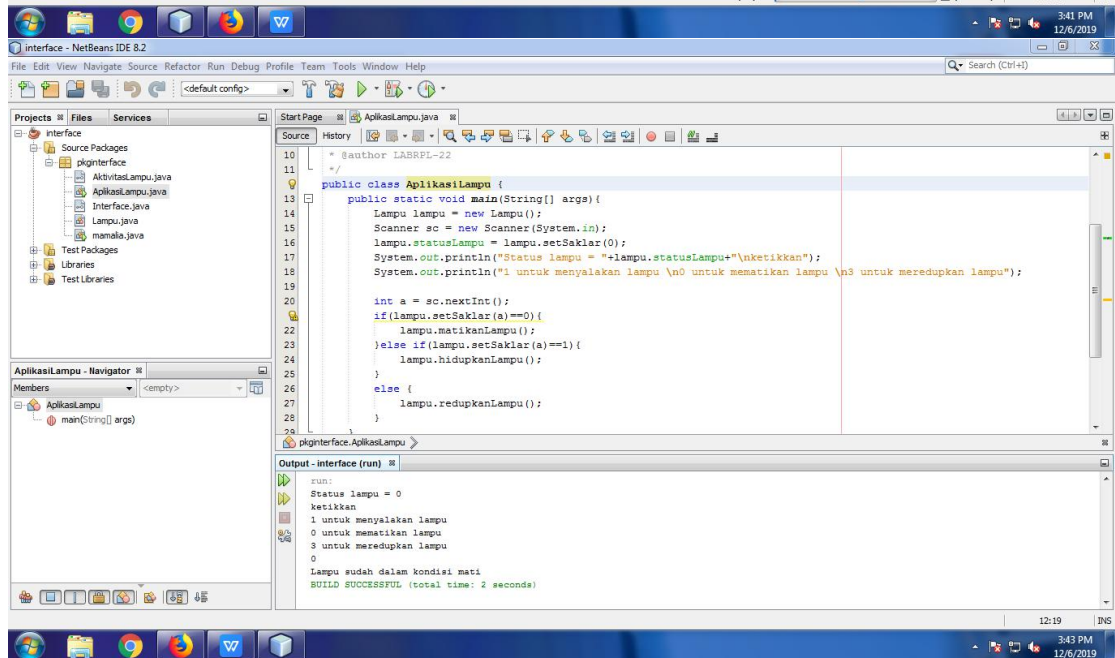 3:41 PM
12/6/2019
interface - NetBeans IDE 8.2
File Edit View Navigate Source Refactor Run Debug Profile Team Tools Window Help
Search (Ctrl+I)
<default config>
Projects Files Services
Start Page AplikasiLampu.java
Source History
interface
Source Packages
pkginterface
AktivitasLampu.java
AplikasiLampu.java
Interface.java
Lampu.java
mamalia.java
Test Packages
Libraries
Test Libraries
10 * @author LABRPL-22
11 */
public class AplikasiLampu {
13 public static void main(String[] args){
14 Lampu lampu = new Lampu();
15 Scanner sc = new Scanner(System.in);
16 lampu.statusLampu = lampu.setSaklar(0);
17 System.out.println("Status lampu = "+lampu.statusLampu+"\nketikkan");
18 System.out.println("1 untuk menyalakan lampu \n0 untuk mematikan lampu \n3 untuk meredupkan lampu");
19
20 int a = sc.nextInt();
if(lampu.setSaklar(a)==0){
22 lampu.matikanLampu();
23 }else if(lampu.setSaklar(a)==1){
24 lampu.hidupkanLampu();
25 }
26 else {
27 lampu.redupkanLampu();
28 }
29 }
pkginterface.AplikasiLampu
AplikasiLampu - Navigator
Members <empty>
AplikasiLampu
main(String[] args)
Output - interface (run)
run:
Status lampu = 0
ketikkan
1 untuk menyalakan lampu
0 untuk mematikan lampu
3 untuk meredupkan lampu
0
Lampu sudah dalam kondisi mati
BUILD SUCCESSFUL (total time: 2 seconds)
12:19 INS
3:43 PM
12/6/2019